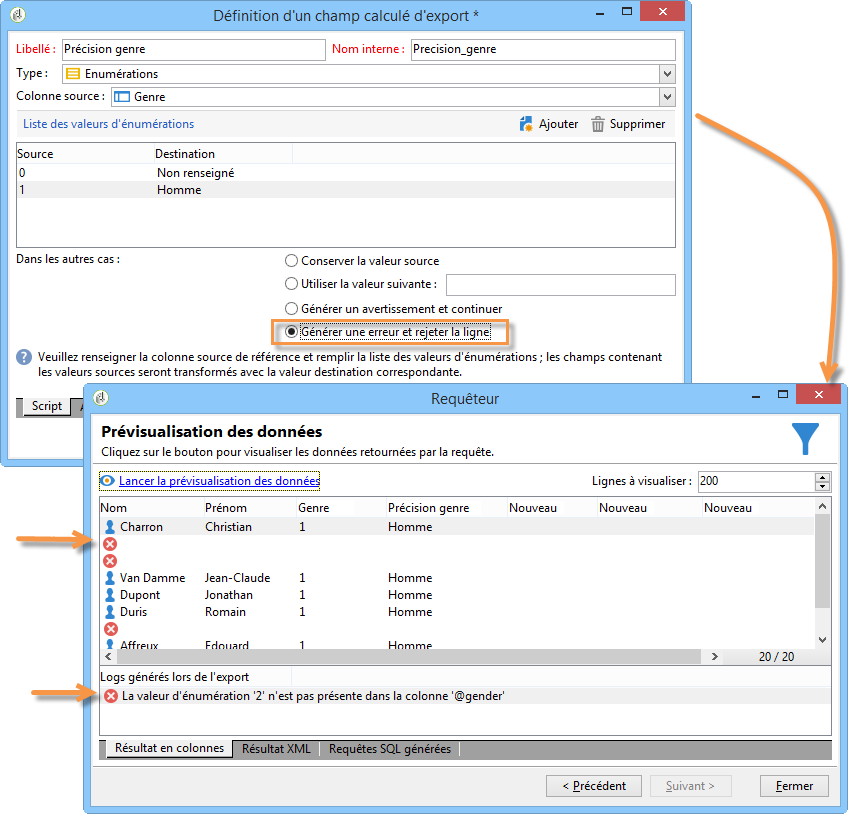 Définition d'un champ calculé d'export *
Libellé : Précision genre Nom interne : Precision_genre
Type : Enumérations
Colonne source : Genre
Liste des valeurs d'énumérations Ajouter Supprimer
Source Destination
0 Non renseigné
1 Homme
Dans les autres cas : Conserver la valeur source
Utiliser la valeur suivante :
Générer un avertissement et continuer
Générer une erreur et rejeter la ligne
Veuillez renseigner la colonne source de référence et remplir la liste des valeurs d'énumérations ; les champs contenant
les valeurs sources seront transformés avec la valeur destination correspondante.
Script
Requêteur
Prévisualisation des données
Cliquez sur le bouton pour visualiser les données retournées par la requête.
Lancer la prévisualisation des données Lignes à visualiser : 200
Nom Prénom Genre Précision genre Nouveau Nouveau Nouveau
Charron Christian 1 Homme
Van Damme Jean-Claude 1 Homme
Dupont Jonathan 1 Homme
Duris Romain 1 Homme
Affreux Edouard 1 Homme
20 / 20
Logs générés lors de l'export
La valeur d'énumération '2' n'est pas présente dans la colonne '@gender'
Résultat en colonnes Résultat XML Requêtes SQL générées
< Précédent Suivant > Fermer